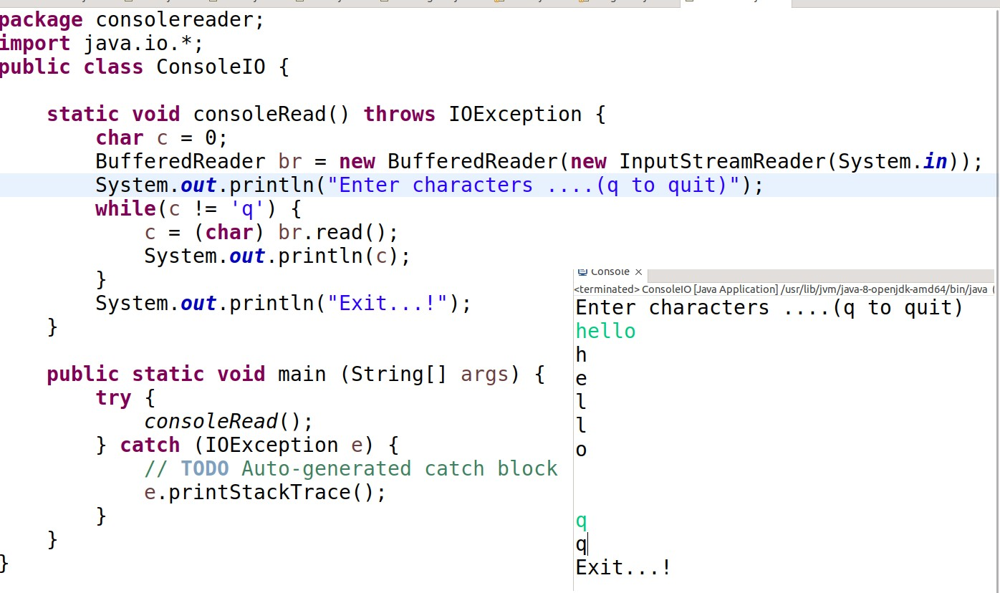 package consolereader;
import java.io.*;
public class ConsoleIO {
static void consoleRead() throws IOException {
char c = 0;
BufferedReader br = new BufferedReader(new InputStreamReader(System.in));
System.out.println("Enter characters ....(q to quit)");
while(c != 'q') {
c = (char) br.read();
System.out.println(c);
}
System.out.println("Exit...!");
}
public static void main (String[] args) {
try {
consoleRead();
} catch (IOException e) {
// TODO Auto-generated catch block
e.printStackTrace();
}
}
}
Console
<terminated> ConsoleIO [Java Application] /usr/lib/jvm/java-8-openjdk-amd64/bin/java (
Enter characters ....(q to quit)
hello
h
e
l
l
o
q
q
Exit...!